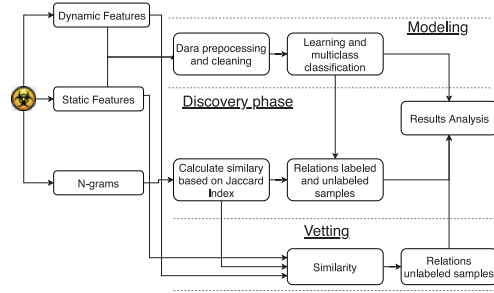 Dynamic Features
Modeling
Dara prepocessing
and cleaning
Learning and
multiclass
classification
Static Features
Discovery phase
Results Analysis
N-grams
Calculate similary
based on Jaccard
Index
Relations labeled
and unlabeled
samples
Vetting
Similarity
Relations
unlabeled samples